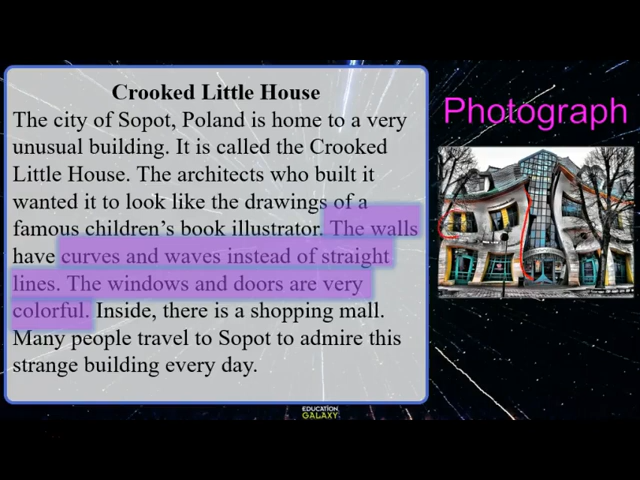 Crooked Little House
The city of Sopot, Poland is home to a very
unusual building. It is called the Crooked
Little House. The architects who built it
wanted it to look like the drawings of a
famous children’s book illustrator. The walls
have curves and waves instead of straight
lines. The windows and doors are very
colorful. Inside, there is a shopping mall.
Many people travel to Sopot to admire this
strange building every day.
Photograph
EDUCATION
GALAXY